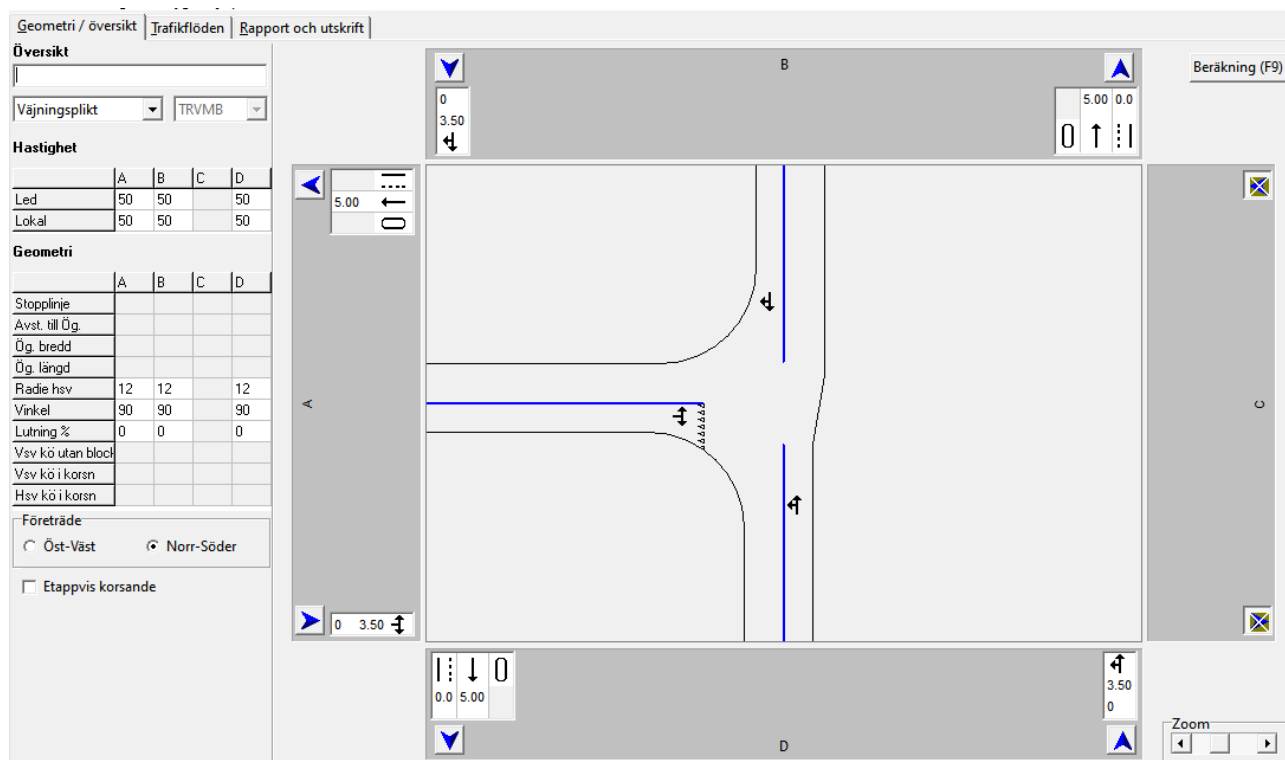 Geometri / översikt Trafikflöden Rapport och utskrift
Översikt
Väjningsplikt TRVMB
Hastighet
A B C D
Led 50 50 50
Lokal 50 50 50
Geometri
A B C D
Stopplinje
Avst. till Ög.
Ög. bredd
Ög. längd
Radie hsv 12 12 12
Vinkel 90 90 90
Lutning % 0 0 0
Vsv kö utan block
Vsv kö i korsn
Hsv kö i korsn
Företräde
Öst-Väst Norr-Söder
Etappvis korsande
B
0
3.50
5.00 0.0
Beräkning (F9)
5.00
A
C
0 3.50
0.0 5.00
D
3.50
0
Zoom